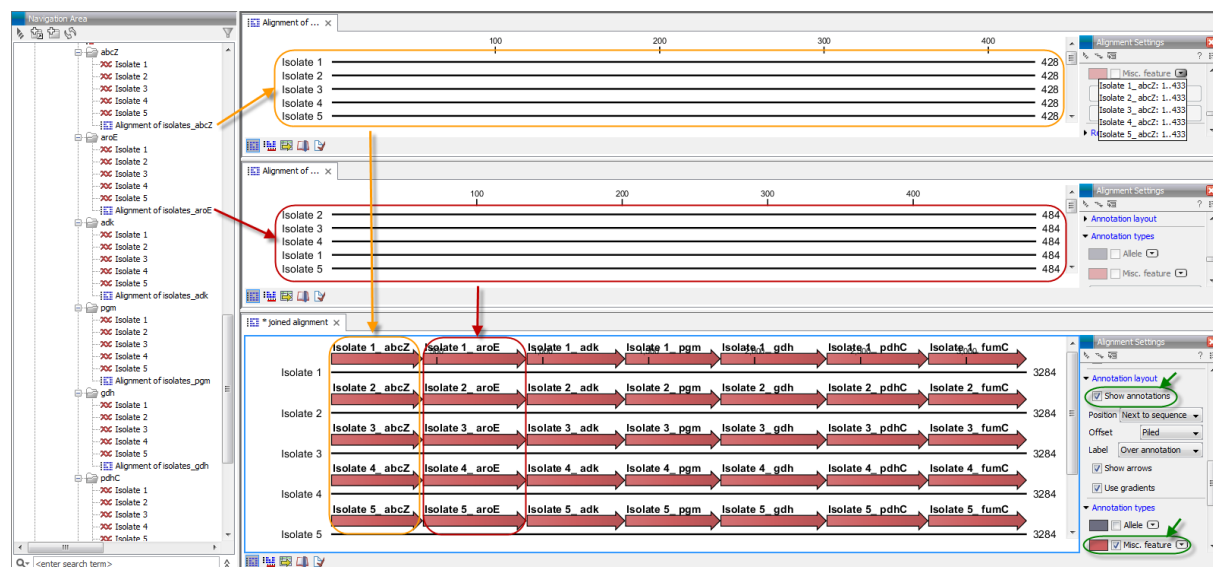 Navigation Area
abcZ
Isolate 1
Isolate 2
Isolate 3
Isolate 4
Isolate 5
Alignment of isolates_abcZ
aroE
Isolate 1
Isolate 2
Isolate 3
Isolate 4
Isolate 5
Alignment of isolates_aroE
adk
Isolate 1
Isolate 2
Isolate 3
Isolate 4
Isolate 5
Alignment of isolates_adk
pgm
Isolate 1
Isolate 2
Isolate 3
Isolate 4
Isolate 5
Alignment of isolates_pgm
gdh
Isolate 1
Isolate 2
Isolate 3
Isolate 4
Isolate 5
Alignment of isolates_gdh
pdhC
Isolate 1
Isolate 2
Isolate 3
Isolate 4
Isolate 5
<enter search term>
Alignment of ... ×
100 200 300 400
Isolate 1 428
Isolate 2 428
Isolate 3 428
Isolate 4 428
Isolate 5 428
Alignment Settings
Misc. feature
Isolate 1_ abcZ: 1..433
Isolate 2_ abcZ: 1..433
Isolate 3_ abcZ: 1..433
Isolate 4_ abcZ: 1..433
Isolate 5_ abcZ: 1..433
Alignment of ... ×
100 200 300 400
Isolate 2 484
Isolate 3 484
Isolate 4 484
Isolate 1 484
Isolate 5 484
Alignment Settings
Annotation layout
Annotation types
Allele
Misc. feature
* joined alignment ×
Isolate 1_ abcZ Isolate 1_ aroE Isolate 1_ adk Isolate 1_ pgm Isolate 1_ gdh Isolate 1_ pdhC Isolate 1_ fumC
Isolate 1 3284
Isolate 2_ abcZ Isolate 2_ aroE Isolate 2_ adk Isolate 2_ pgm Isolate 2_ gdh Isolate 2_ pdhC Isolate 2_ fumC
Isolate 2 3284
Isolate 3_ abcZ Isolate 3_ aroE Isolate 3_ adk Isolate 3_ pgm Isolate 3_ gdh Isolate 3_ pdhC Isolate 3_ fumC
Isolate 3 3284
Isolate 4_ abcZ Isolate 4_ aroE Isolate 4_ adk Isolate 4_ pgm Isolate 4_ gdh Isolate 4_ pdhC Isolate 4_ fumC
Isolate 4 3284
Isolate 5_ abcZ Isolate 5_ aroE Isolate 5_ adk Isolate 5_ pgm Isolate 5_ gdh Isolate 5_ pdhC Isolate 5_ fumC
Isolate 5 3284
Alignment Settings
Annotation layout
Show annotations
Position Next to sequence
Offset Piled
Label Over annotation
Show arrows
Use gradients
Annotation types
Allele
Misc. feature